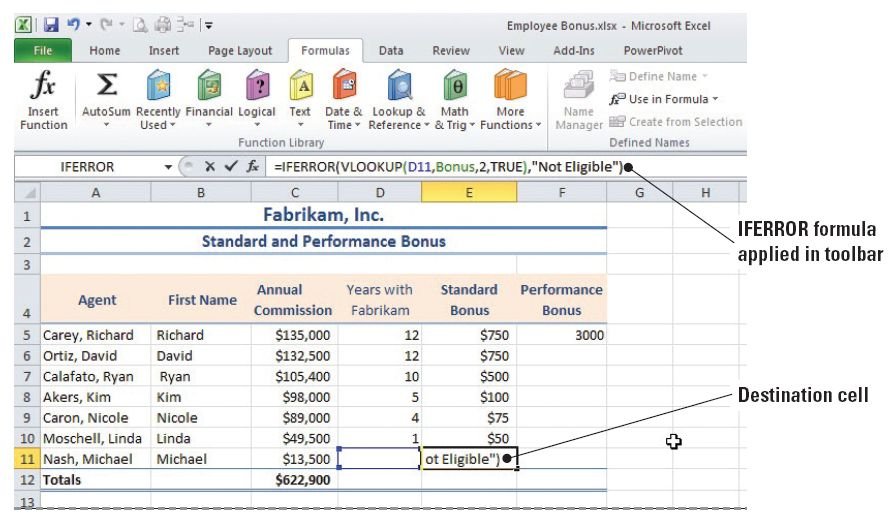 Employee Bonus.xlsx - Microsoft Excel
File Home Insert Page Layout Formulas Data Review View Add-Ins PowerPivot
fx Σ ? A θ Define Name
Insert Function AutoSum Recently Used Financial Logical Text Date & Time Lookup & Reference Math & Trig More Functions Name Manager fx Use in Formula
Create from Selection
Function Library Defined Names
IFERROR fx =IFERROR(VLOOKUP(D11,Bonus,2,TRUE),"Not Eligible")
A B C D E F G H
1 Fabrikam, Inc.
IFERROR formula
applied in toolbar
2 Standard and Performance Bonus
3
4 Agent First Name Annual Commission Years with Fabrikam Standard Bonus Performance Bonus
5 Carey, Richard Richard $135,000 12 $750 3000
6 Ortiz, David David $132,500 12 $750
7 Calafato, Ryan Ryan $105,400 10 $500
8 Akers, Kim Kim $98,000 5 $100
Destination cell
9 Caron, Nicole Nicole $89,000 4 $75
10 Moschell, Linda Linda $49,500 1 $50
11 Nash, Michael Michael $13,500 ot Eligible")
12 Totals $622,900
13